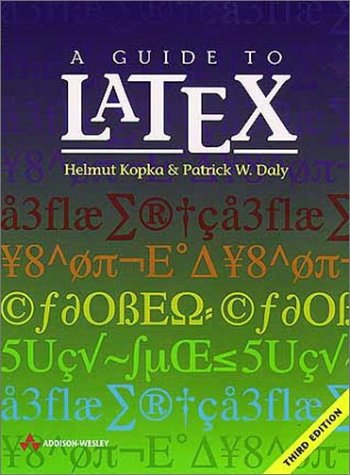 A GUIDE TO
LATEX
Helmut Kopka & Patrick W. Daly
å3flæ∑®†çå3flæ
¥8^øπ¬E°∆¥8^øπ
©ƒ∂OßEΩ:©ƒ∂O
5Uç√~∫µŒ≤5Uç√
å3flæ∑®†çå3flæ
THIRD EDITION
ADDISON-WESLEY